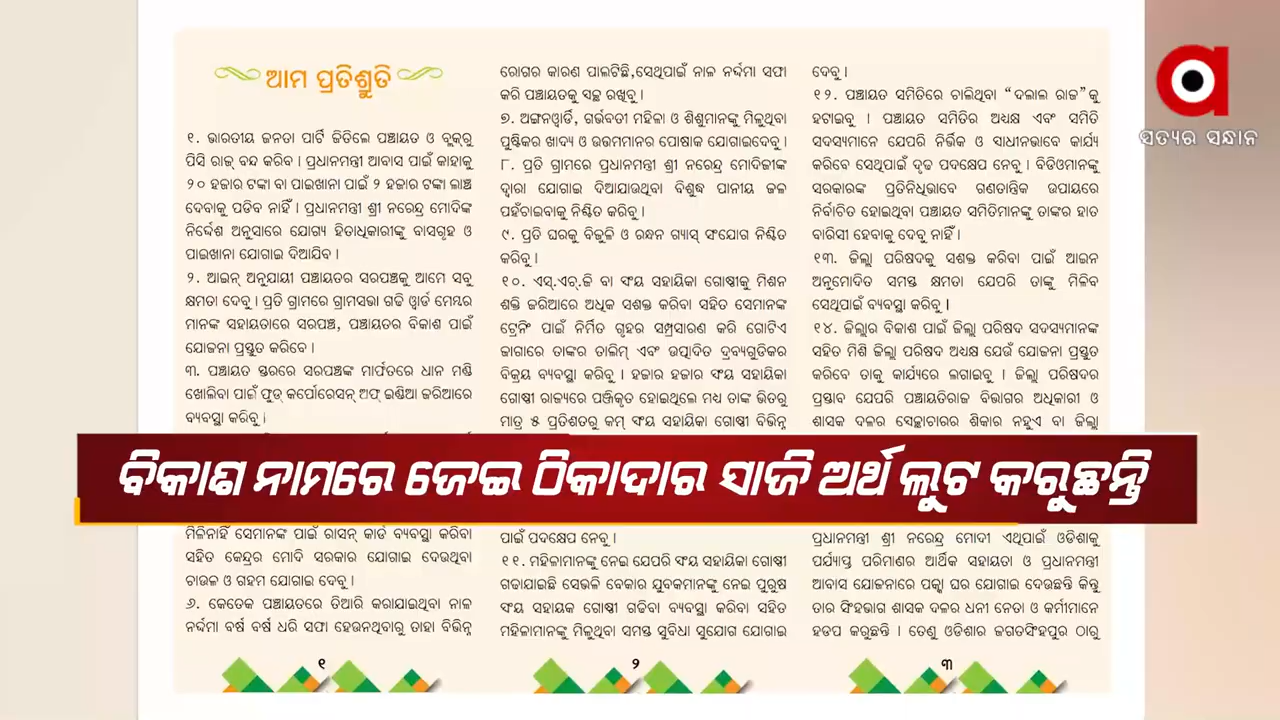 ଆମ ପ୍ରତିଶ୍ରୁତି
୧. ଭାରତୀୟ ଜନତା ପାର୍ଟି ଜିତିଲେ ପଞ୍ଚାୟତ ଓ ବ୍ଲକ୍‌ରୁ
ପିସି ରାଜ୍ ବନ୍ଦ କରିବ । ପ୍ରଧାନମନ୍ତ୍ରୀ ଆବାସ ପାଇଁ କାହାକୁ
୨୦ ହଜାର ଟଙ୍କା ବା ପାଇଖାନା ପାଇଁ ୨ ହଜାର ଟଙ୍କା ଲାଞ୍ଚ
ଦେବାକୁ ପଡିବ ନାହିଁ । ପ୍ରଧାନମନ୍ତ୍ରୀ ଶ୍ରୀ ନରେନ୍ଦ୍ର ମୋଦିଙ୍କ
ନିର୍ଦ୍ଦେଶ ଅନୁସାରେ ଯୋଗ୍ୟ ହିତାଧିକାରୀଙ୍କୁ ବାସଗୃହ ଓ
ପାଇଖାନା ଯୋଗାଇ ଦିଆଯିବ ।
୨. ଆଇନ୍ ଅନୁଯାୟୀ ପଞ୍ଚାୟତର ସରପଞ୍ଚକୁ ଆମେ ସବୁ
କ୍ଷମତା ଦେବୁ । ପ୍ରତି ଗ୍ରାମରେ ଗ୍ରାମସଭା ଗଢି ୱାର୍ଡ ମେମ୍ବର
ମାନଙ୍କ ସହାୟତାରେ ସରପଞ୍ଚ, ପଞ୍ଚାୟତର ବିକାଶ ପାଇଁ
ଯୋଜନା ପ୍ରସ୍ତୁତ କରିବେ ।
୩. ପଞ୍ଚାୟତ ସ୍ତରରେ ସରପଞ୍ଚଙ୍କ ମାର୍ଫତରେ ଧାନ ମଣ୍ଡି
ଖୋଲିବା ପାଇଁ ଫୁଡ୍ କର୍ପୋରେସନ୍ ଅଫ୍ ଇଣ୍ଡିଆ ଜରିଆରେ
ବ୍ୟବସ୍ଥା କରିବୁ ।
ମିଳିନାହିଁ ସେମାନଙ୍କ ପାଇଁ ରାସନ୍ କାର୍ଡ ବ୍ୟବସ୍ଥା କରିବା
ସହିତ କେନ୍ଦ୍ରର ମୋଦି ସରକାର ଯୋଗାଇ ଦେଉଥିବା
ଚାଉଳ ଓ ଗହମ ଯୋଗାଇ ଦେବୁ ।
୬. କେତେକ ପଞ୍ଚାୟତରେ ତିଆରି କରାଯାଇଥିବା ନାଳ
ନର୍ଦ୍ଦମା ବର୍ଷ ବର୍ଷ ଧରି ସଫା ହେଉନଥିବାରୁ ତାହା ବିଭିନ୍ନ
୧
ରୋଗର କାରଣ ପାଲଟିଛି,ସେଥିପାଇଁ ନାଳ ନର୍ଦ୍ଦମା ସଫା
କରି ପଞ୍ଚାୟତକୁ ସଚ୍ଛ ରଖିବୁ ।
୭. ଅଙ୍ଗନୱାର୍ଡି, ଗର୍ଭବତୀ ମହିଳା ଓ ଶିଶୁମାନଙ୍କୁ ମିଳୁଥିବା
ପୁଷ୍ଟିକର ଖାଦ୍ୟ ଓ ଉତ୍ତମମାନର ପୋଷାକ ଯୋଗାଇଦେବୁ ।
୮. ପ୍ରତି ଗ୍ରାମରେ ପ୍ରଧାନମନ୍ତ୍ରୀ ଶ୍ରୀ ନରେନ୍ଦ୍ର ମୋଦିଜୀଙ୍କ
ଦ୍ୱାରା ଯୋଗାଇ ଦିଆଯାଉଥିବା ବିଶୁଦ୍ଧ ପାନୀୟ ଜଳ
ପହଁଚାଇବାକୁ ନିଶ୍ଚିତ କରିବୁ ।
୯. ପ୍ରତି ଘରକୁ ବିଜୁଳି ଓ ରନ୍ଧନ ଗ୍ୟାସ୍ ସଂଯୋଗ ନିଶ୍ଚିତ
କରିବୁ ।
୧୦. ଏସ୍.ଏଚ୍.ଜି ବା ସଂୟ ସହାୟିକା ଗୋଷ୍ଠୀକୁ ମିଶନ
ଶକ୍ତି ଜରିଆରେ ଅଧିକ ସଶକ୍ତ କରିବା ସହିତ ସେମାନଙ୍କ
ଟ୍ରେନିଂ ପାଇଁ ନିର୍ମିତ ଗୃହର ସମ୍ପ୍ରସାରଣ କରି ଗୋଟିଏ
ଜାଗାରେ ତାଙ୍କର ତାଲିମ୍ ଏବଂ ଉତ୍ପାଦିତ ଦ୍ରବ୍ୟଗୁଡିକର
ବିକ୍ରୟ ବ୍ୟବସ୍ଥା କରିବୁ । ହଜାର ହଜାର ସଂୟ ସହାୟିକା
ଗୋଷ୍ଠୀ ରାଜ୍ୟରେ ପଞ୍ଜିକୃତ ହୋଇଥିଲେ ମଧ୍ୟ ତାଙ୍କ ଭିତରୁ
ମାତ୍ର ୫ ପ୍ରତିଶତରୁ କମ୍ ସଂୟ ସହାୟିକା ଗୋଷ୍ଠୀ ବିଭିନ୍ନ
ପାଇଁ ପଦକ୍ଷେପ ନେବୁ ।
୧୧. ମହିଳାମାନଙ୍କୁ ନେଇ ଯେପରି ସଂୟ ସହାୟିକା ଗୋଷ୍ଠୀ
ଗଢାଯାଇଛି ସେଭଳି ବେକାର ଯୁବକମାନଙ୍କୁ ନେଇ ପୁରୁଷ
ସଂୟ ସହାୟକ ଗୋଷ୍ଠୀ ଗଢିବା ବ୍ୟବସ୍ଥା କରିବା ସହିତ
ମହିଳାମାନଙ୍କୁ ମିଳୁଥିବା ସମସ୍ତ ସୁବିଧା ସୁଯୋଗ ଯୋଗାଇ
୨
ଦେବୁ ।
୧୨. ପଞ୍ଚାୟତ ସମିତିରେ ଚାଲିଥିବା “ଦଲାଲ ରାଜ”କୁ
ହଟାଇବୁ । ପଞ୍ଚାୟତ ସମିତିର ଅଧ୍ୟକ୍ଷ ଏବଂ ସମିତି
ସଦସ୍ୟମାନେ ଯେପରି ନିର୍ଭିକ ଓ ସାଧୀନଭାବେ କାର୍ଯ୍ୟ
କରିବେ ସେଥିପାଇଁ ଦୃଢ ପଦକ୍ଷେପ ନେବୁ । ବିଡିଓମାନଙ୍କୁ
ସରକାରଙ୍କ ପ୍ରତିନିଧିଭାବେ ଗଣତାନ୍ତିକ ଉପାୟରେ
ନିର୍ବାଚିତ ହୋଇଥିବା ପଞ୍ଚାୟତ ସମିତିମାନଙ୍କୁ ତାଙ୍କର ହାତ
ବାରିସୀ ହେବାକୁ ଦେବୁ ନାହିଁ ।
୧୩. ଜିଲ୍ଲା ପରିଷଦକୁ ସଶକ୍ତ କରିବା ପାଇଁ ଆଇନ
ଅନୁମୋଦିତ ସମସ୍ତ କ୍ଷମତା ଯେପରି ତାଙ୍କୁ ମିଳିବ
ସେଥିପାଇଁ ବ୍ୟବସ୍ଥା କରିବୁ ।
୧୪. ଜିଲ୍ଲାର ବିକାଶ ପାଇଁ ଜିଲ୍ଲା ପରିଷଦ ସଦସ୍ୟମାନଙ୍କ
ସହିତ ମିଶି ଜିଲ୍ଲା ପରିଷଦ ଅଧ୍ୟକ୍ଷ ଯେଉଁ ଯୋଜନା ପ୍ରସ୍ତୁତ
କରିବେ ତାକୁ କାର୍ଯ୍ୟରେ ଲଗାଇବୁ । ଜିଲ୍ଲା ପରିଷଦର
ପ୍ରସ୍ତାବ ଯେପରି ପଞ୍ଚାୟତିରାଜ ବିଭାଗର ଅଧିକାରୀ ଓ
ଶାସକ ଦଳର ସେଚ୍ଛାଚାରର ଶିକାର ନହୁଏ ବା ଜିଲ୍ଲା
ପ୍ରଧାନମନ୍ତ୍ରୀ ଶ୍ରୀ ନରେନ୍ଦ୍ର ମୋଦୀ ଏଥିପାଇଁ ଓଡିଶାକୁ
ପର୍ଯ୍ୟାପ୍ତ ପରିମାଣର ଆର୍ଥିକ ସହାୟତା ଓ ପ୍ରଧାନମନ୍ତ୍ରୀ
ଆବାସ ଯୋଜନାରେ ପକ୍କା ଘର ଯୋଗାଇ ଦେଉଛନ୍ତି କିନ୍ତୁ
ତାର ସିଂହଭାଗ ଶାସକ ଦଳର ଧନୀ ନେତା ଓ କର୍ମୀମାନେ
ହଡପ କରୁଛନ୍ତି । ତେଣୁ ଓଡିଶାର ଜଗତସିଂହପୁର ଠାରୁ
୩
ସତ୍ୟର ସନ୍ଧାନ
ବିକାଶ ନାମରେ ଜେଇ ଠିକାଦାର ସାଜି ଅର୍ଥ ଲୁଟ କରୁଛନ୍ତି